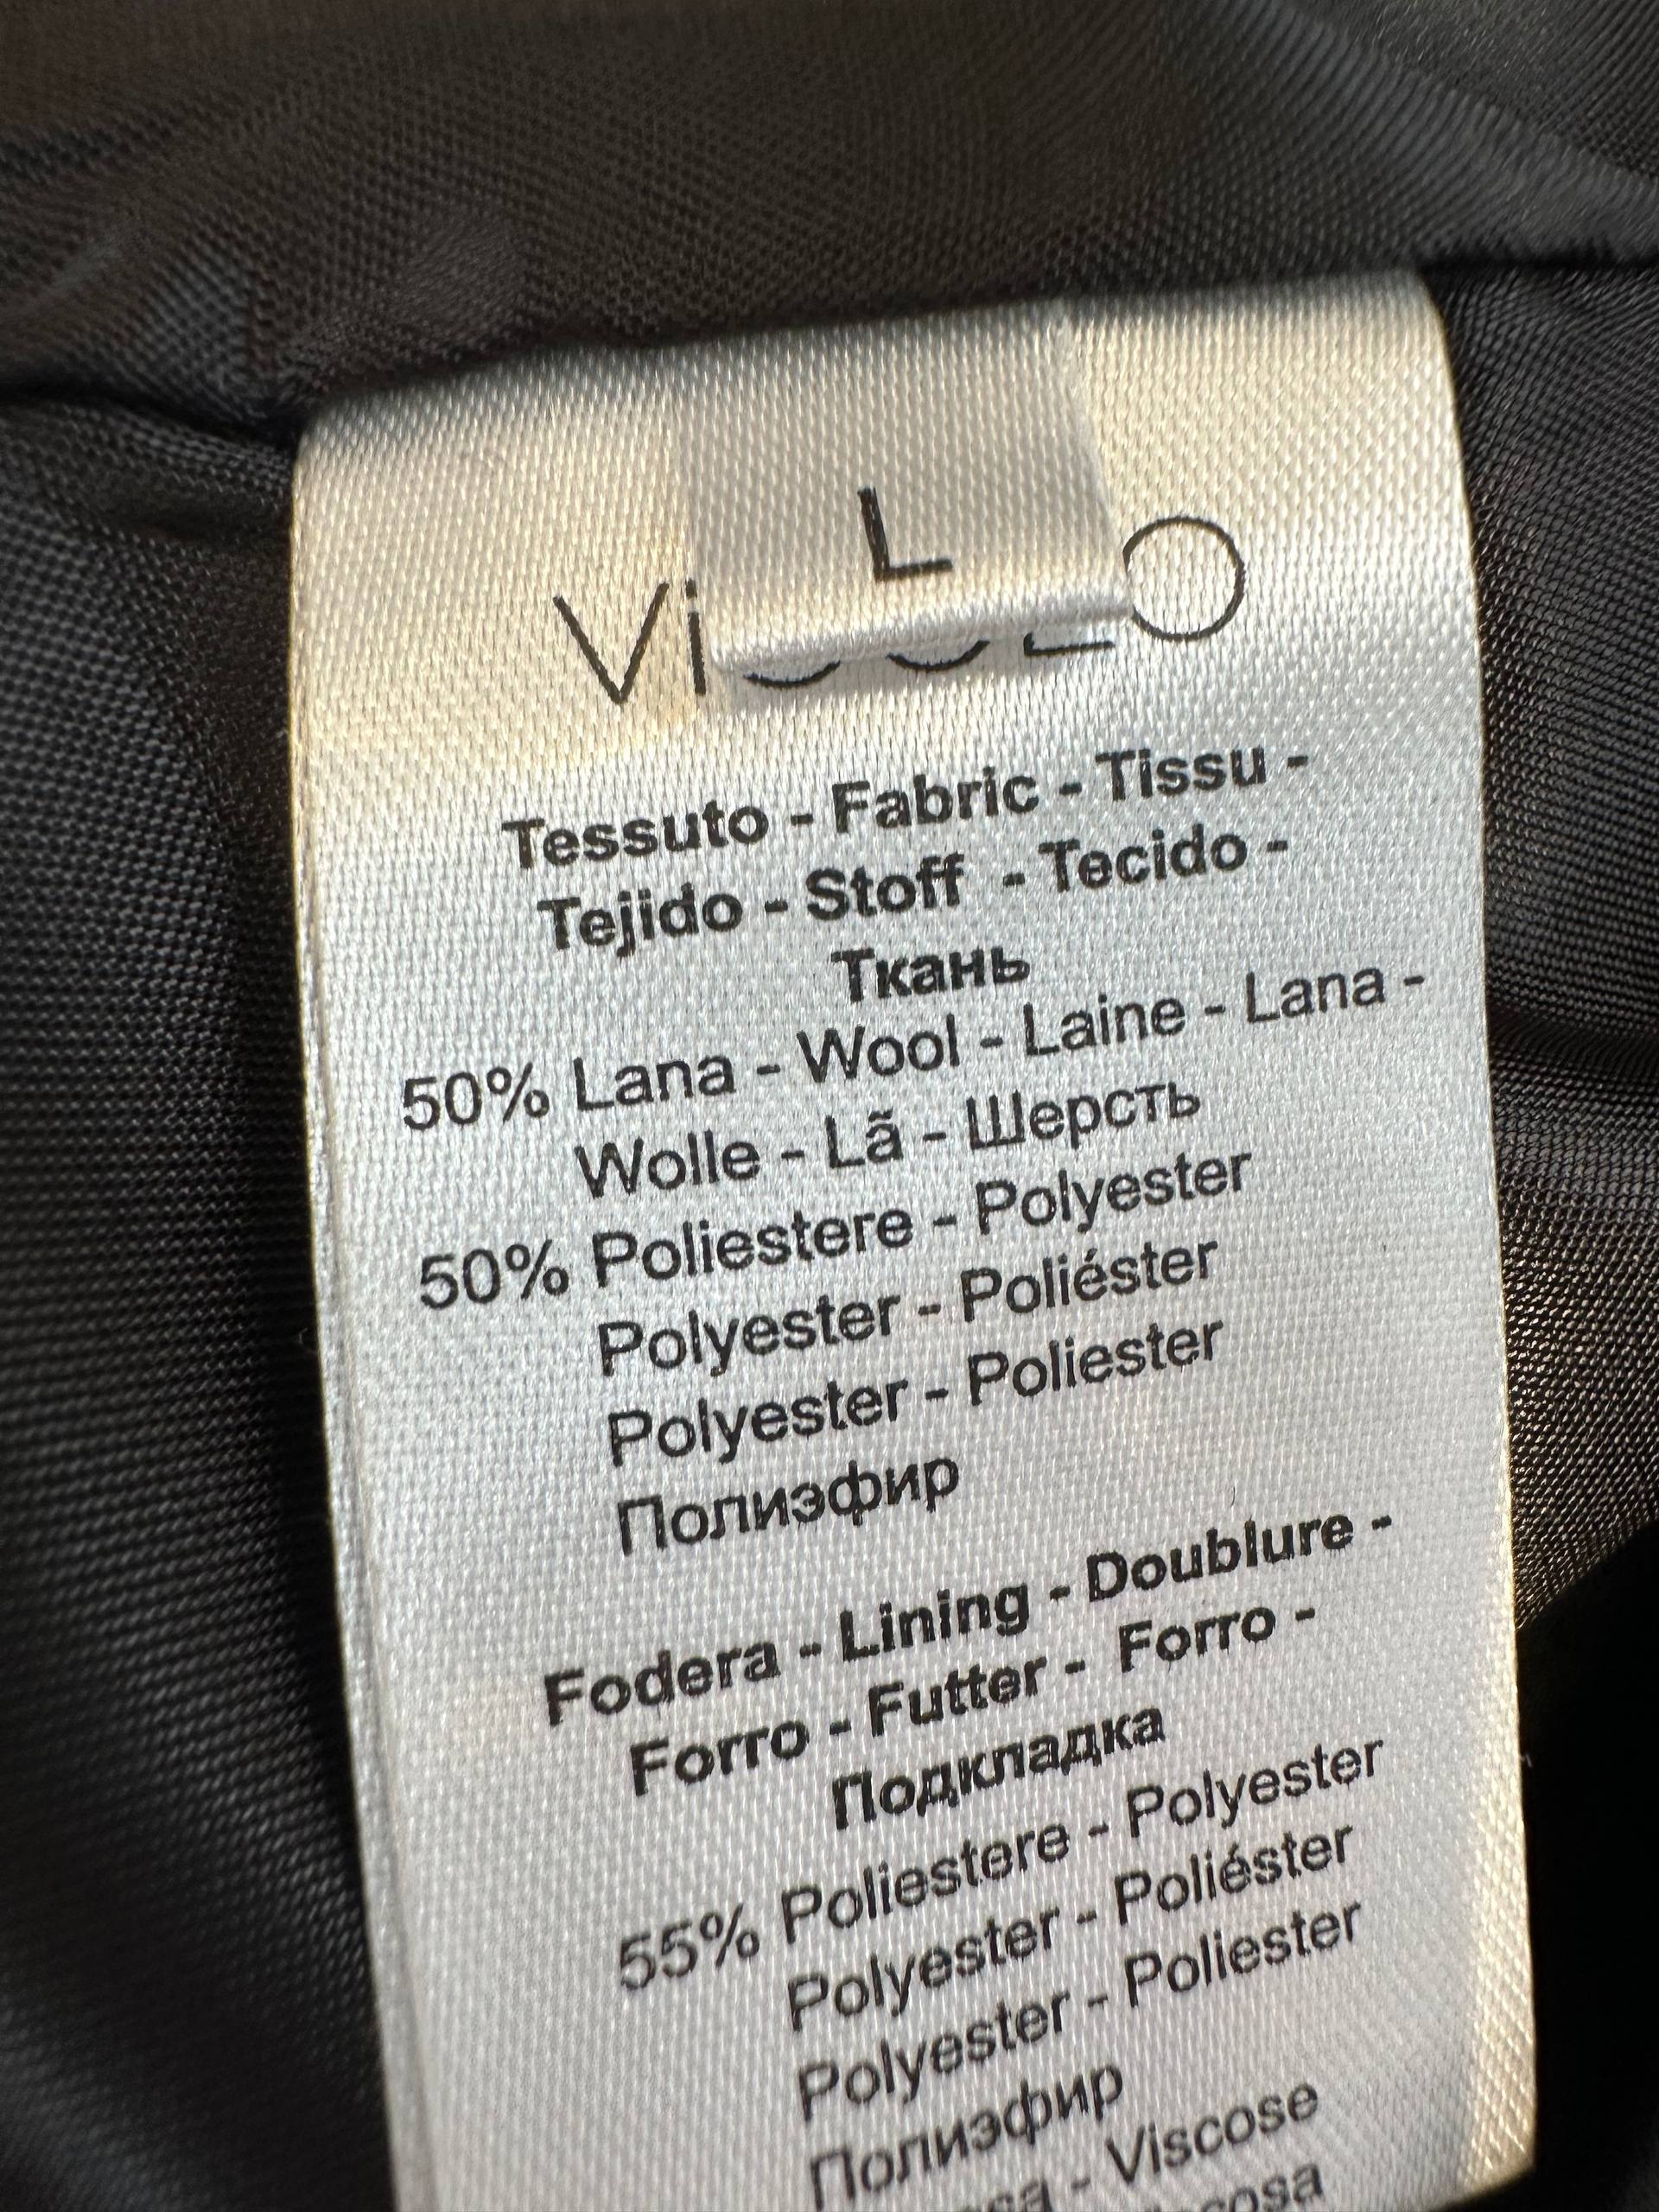 L
Tessuto - Fabric - Tissu -
Tejido - Stoff - Tecido -
Ткань
50% Lana - Wool - Laine - Lana -
Wolle - Lã - Шерсть
50% Poliestere - Polyester
Polyester - Poliéster
Polyester - Poliester
Полиэфир
Fodera - Lining - Doublure -
Forro - Futter - Forro -
Подкладка
55% Poliestere - Polyester
Polyester - Poliéster
Polyester - Poliester
Полиэфир
- Viscose